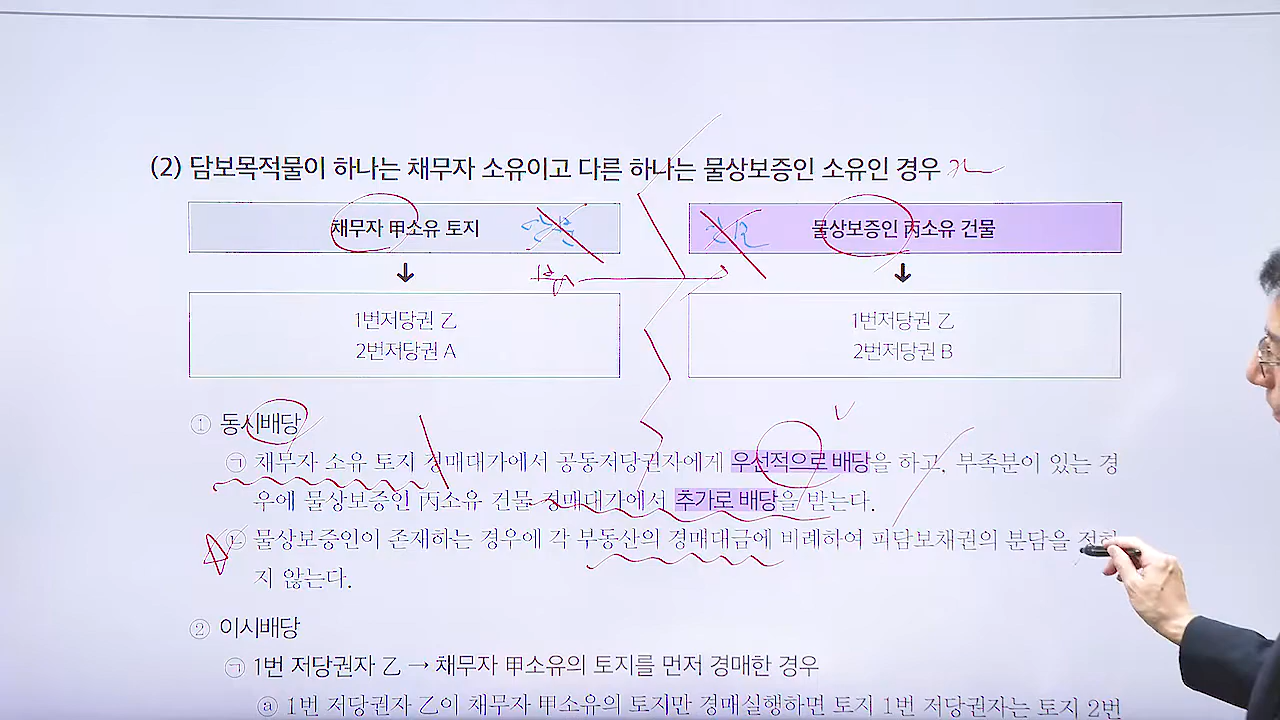 (2) 담보목적물이 하나는 채무자 소유이고 다른 하나는 물상보증인 소유인 경우
채무자 甲소유 토지
물상보증인 丙소유 건물
1번저당권 乙
2번저당권 A
1번저당권 乙
2번저당권 B
① 동시배당
㉠ 채무자 소유 토지 경매대가에서 공동저당권자에게 우선적으로 배당을 하고, 부족분이 있는 경
우에 물상보증인 丙소유 건물 경매대가에서 추가로 배당을 받는다.
㉡ 물상보증인이 존재하는 경우에 각 부동산의 경매대금에 비례하여 피담보채권의 분담을
지 않는다.
② 이시배당
㉠ 1번 저당권자 乙 → 채무자 甲소유의 토지를 먼저 경매한 경우
ⓐ 1번 저당권자 乙이 채무자 甲소유의 토지만 경매실행하면 토지 1번 저당권자는 토지 2번